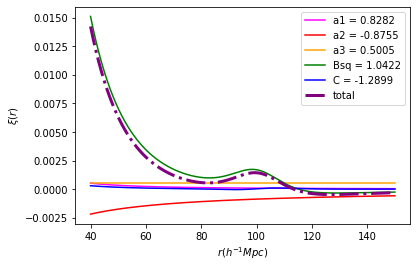 0.0150
0.0125
0.0100
0.0075
0.0050
0.0025
0.0000
−0.0025
ξ(r)
40
60
80
100
120
140
r(h⁻¹Mpc)
a1 = 0.8282
a2 = -0.8755
a3 = 0.5005
Bsq = 1.0422
C = -1.2899
total